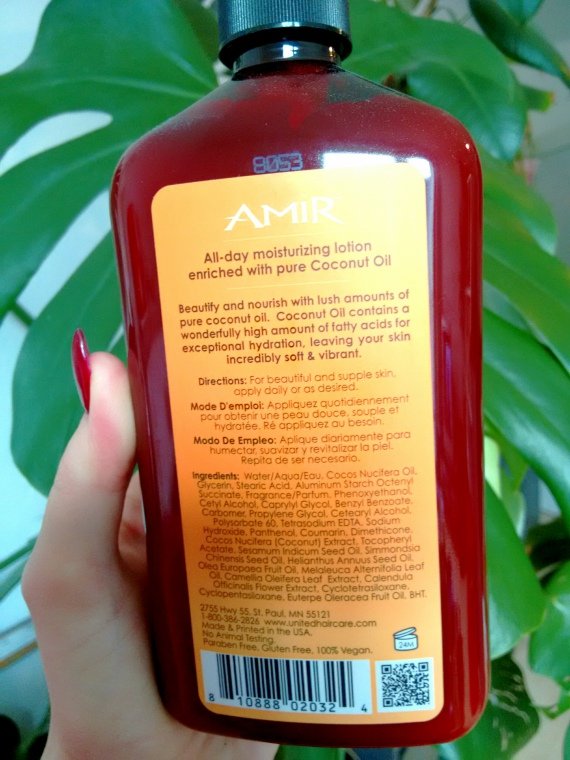 8053
AMIR
All-day moisturizing lotion
enriched with pure Coconut Oil
Beautify and nourish with lush amounts of
pure coconut oil. Coconut Oil contains a
wonderfully high amount of fatty acids for
exceptional hydration, leaving your skin
incredibly soft & vibrant.
Directions: For beautiful and supple skin,
apply daily or as desired.
Mode D'emploi: Appliquez quotidiennement
pour obtenir une peau douce, souple et
hydratée. Ré appliquez au besoin.
Modo De Empleo: Aplique diariamente para
humectar, suavizar y revitalizar la piel.
Repita de ser necesario.
Ingredients: Water/Aqua/Eau, Cocos Nucifera Oil,
Glycerin, Stearic Acid, Aluminum Starch Octenyl
Succinate, Fragrance/Parfum, Phenoxyethanol,
Cetyl Alcohol, Caprylyl Glycol, Benzyl Benzoate,
Carbomer, Propylene Glycol, Cetearyl Alcohol,
Polysorbate 60, Tetrasodium EDTA, Sodium
Hydroxide, Panthenol, Coumarin, Dimethicone,
Cocos Nucifera (Coconut) Extract, Tocopheryl
Acetate, Sesamum Indicum Seed Oil, Simmondsia
Chinensis Seed Oil, Helianthus Annuus Seed Oil,
Olea Europaea Fruit Oil, Melaleuca Alternifolia Leaf
Oil, Camellia Oleifera Leaf Extract, Calendula
Officinalis Flower Extract, Cyclotetrasiloxane,
Cyclopentasiloxane, Euterpe Oleracea Fruit Oil, BHT.
2755 Hwy 55, St. Paul, MN 55121
1-800-386-2826 www.unitedhaircare.com
Made & Printed in the USA.
No Animal Testing.
Paraben Free, Gluten Free, 100% Vegan.
24M
8 10888 02032 4